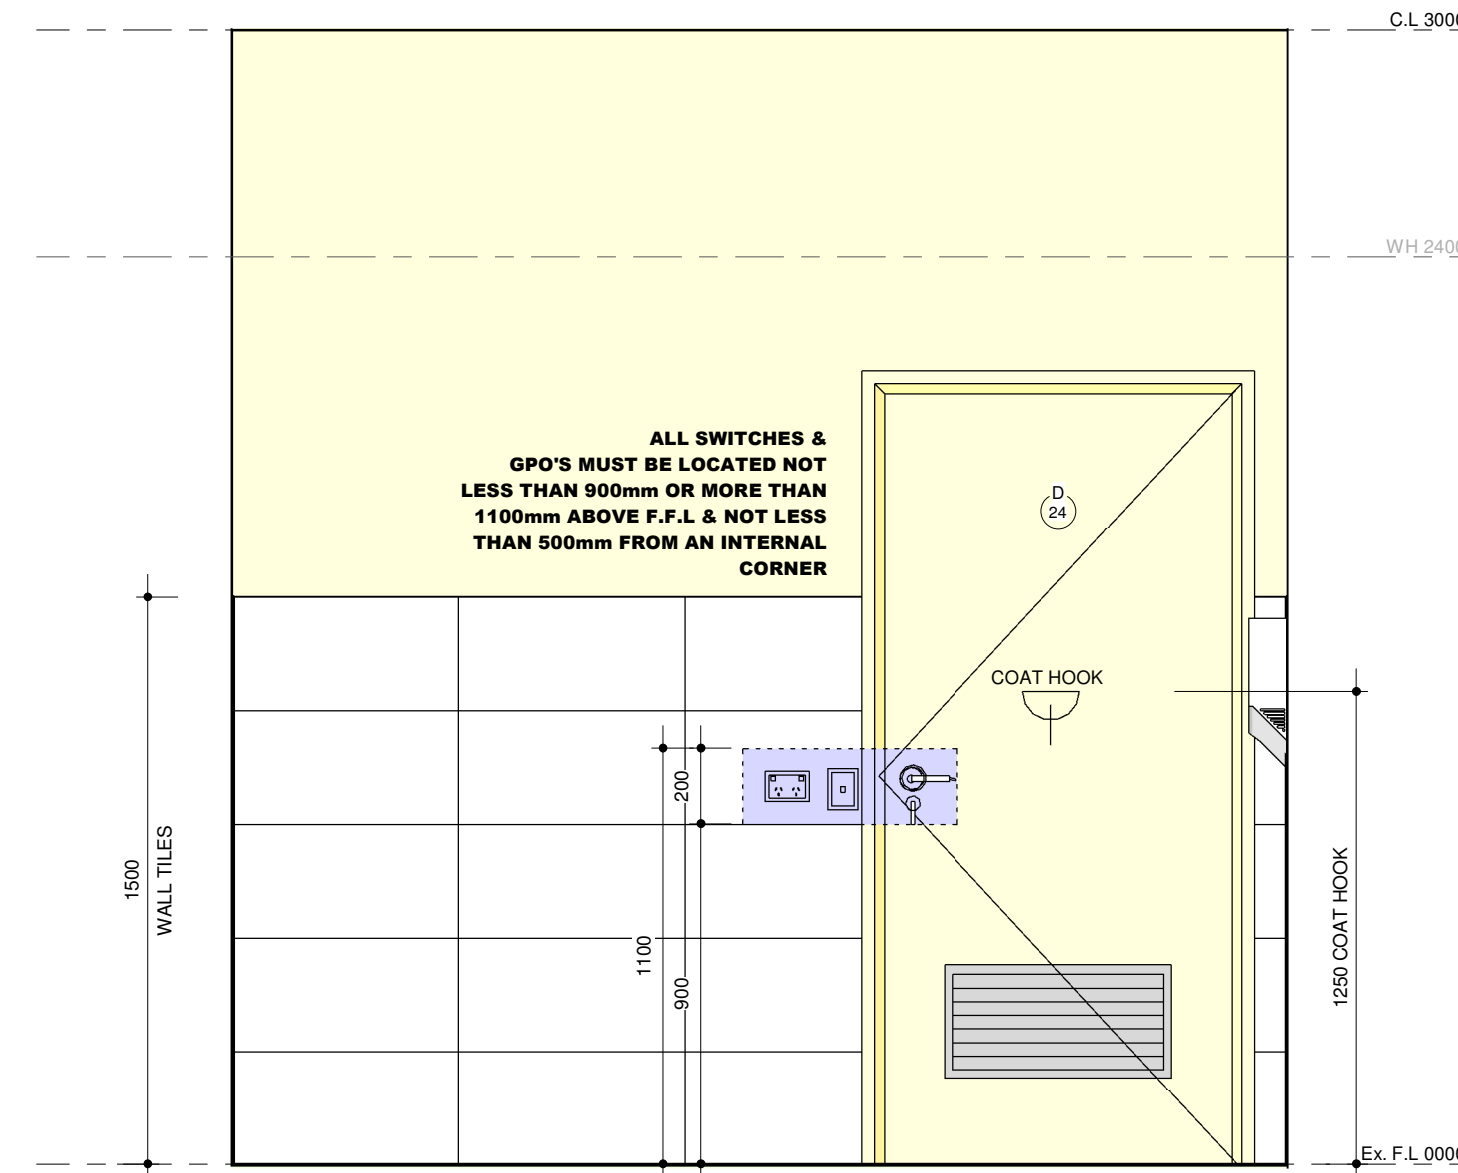 C.L 3000
WH 2400
ALL SWITCHES &
GPO'S MUST BE LOCATED NOT
LESS THAN 900mm OR MORE THAN
1100mm ABOVE F.F.L & NOT LESS
THAN 500mm FROM AN INTERNAL
CORNER
D
24
COAT HOOK
200
1500
WALL TILES
1100
900
1250 COAT HOOK
Ex. F.L 0000